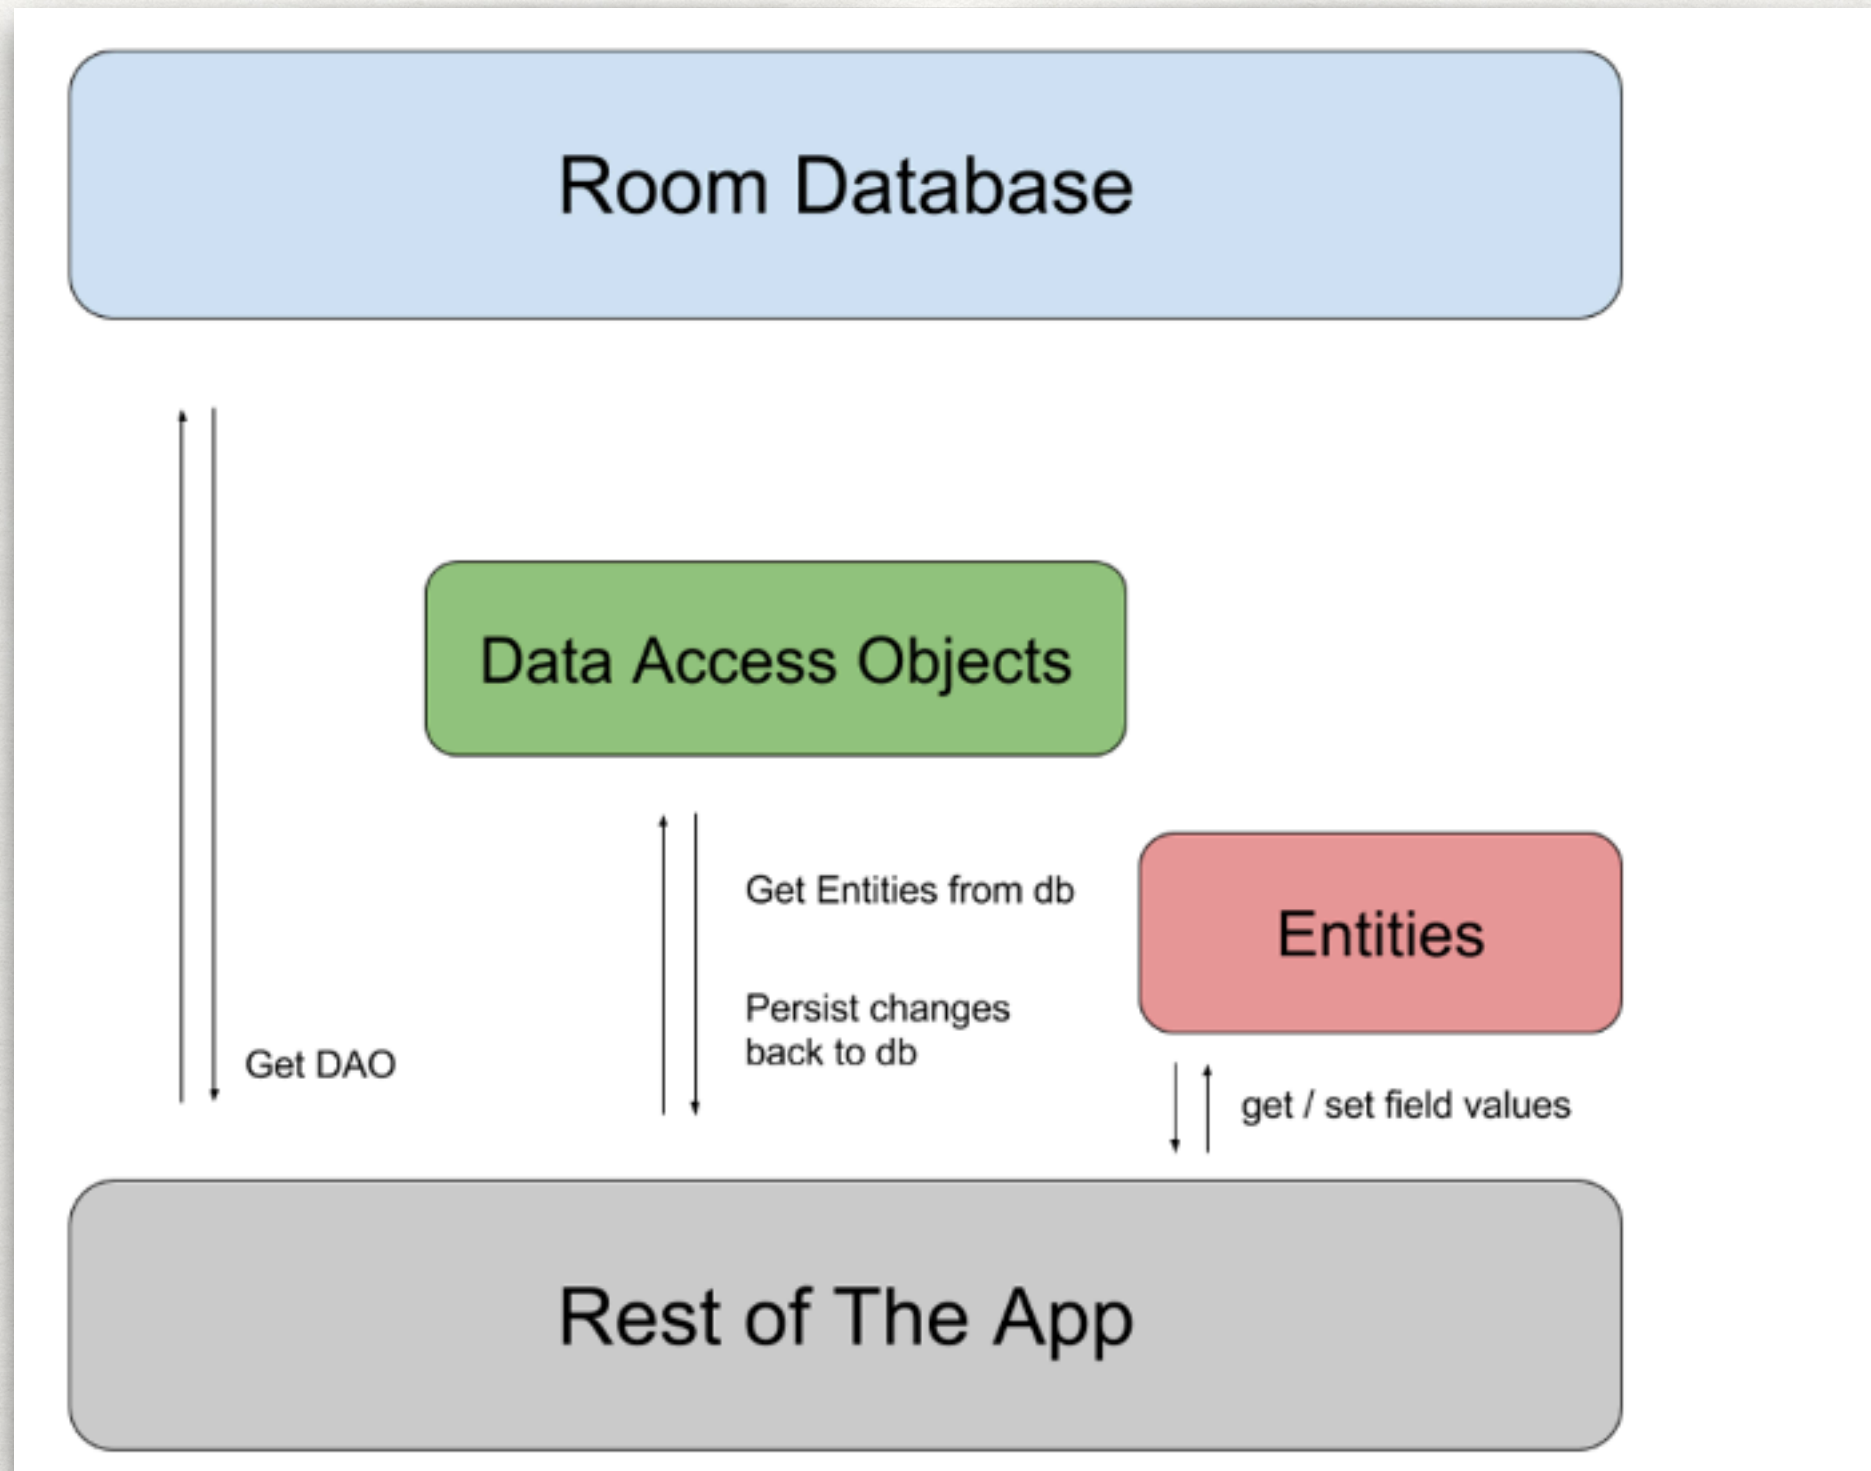 Room Database
Data Access Objects
Get Entities from db
Entities
Persist changes
back to db
Get DAO
get / set field values
Rest of The App